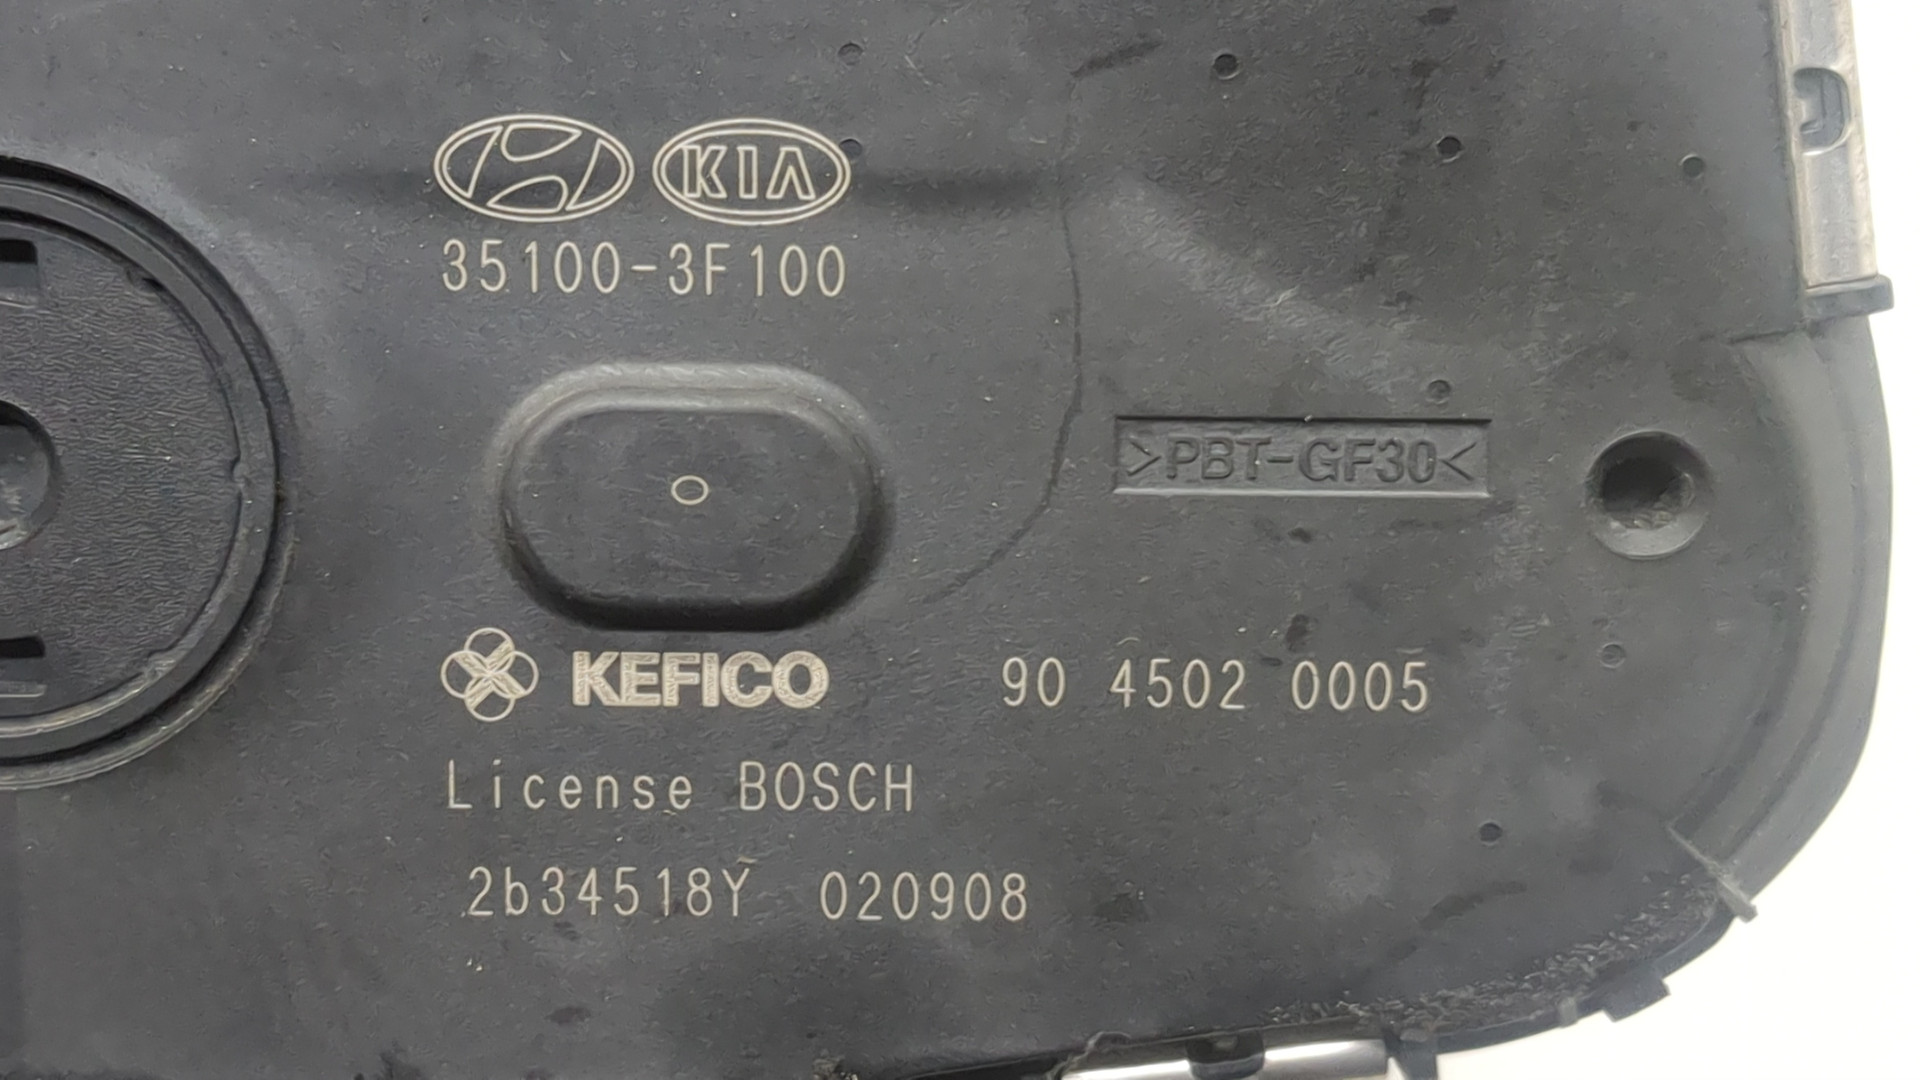 KIA
35100-3F100
>PBT-GF30<
KEFICO 90 4502 0005
License BOSCH
2b34518Y 020908